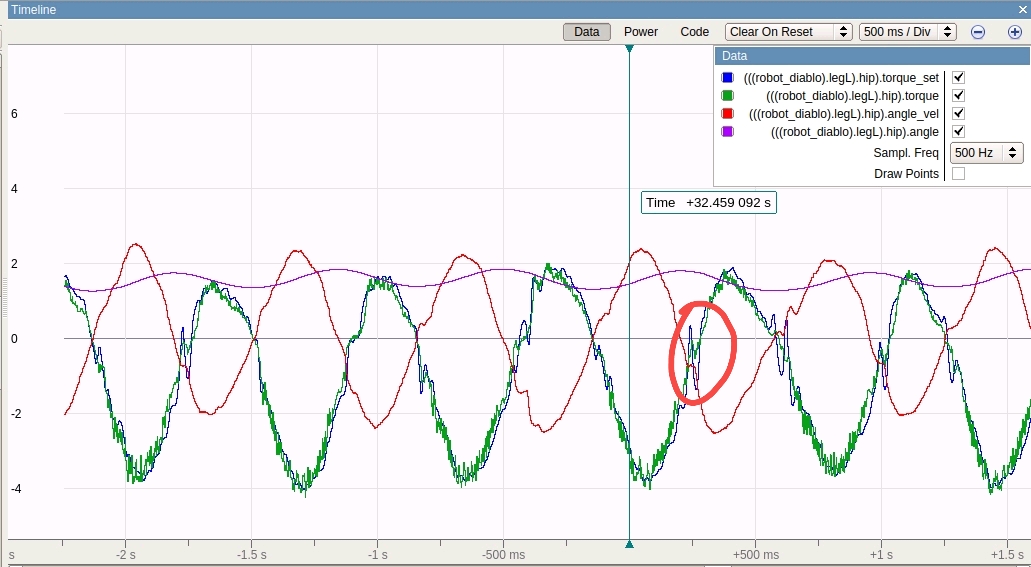 Timeline
Data Power Code Clear On Reset 500 ms / Div
Data
(((robot_diablo).legL).hip).torque_set
(((robot_diablo).legL).hip).torque
(((robot_diablo).legL).hip).angle_vel
(((robot_diablo).legL).hip).angle
Sampl. Freq 500 Hz
Draw Points
6
4
Time +32.459 092 s
2
0
-2
-4
s -2 s -1.5 s -1 s -500 ms +500 ms +1 s +1.5 s